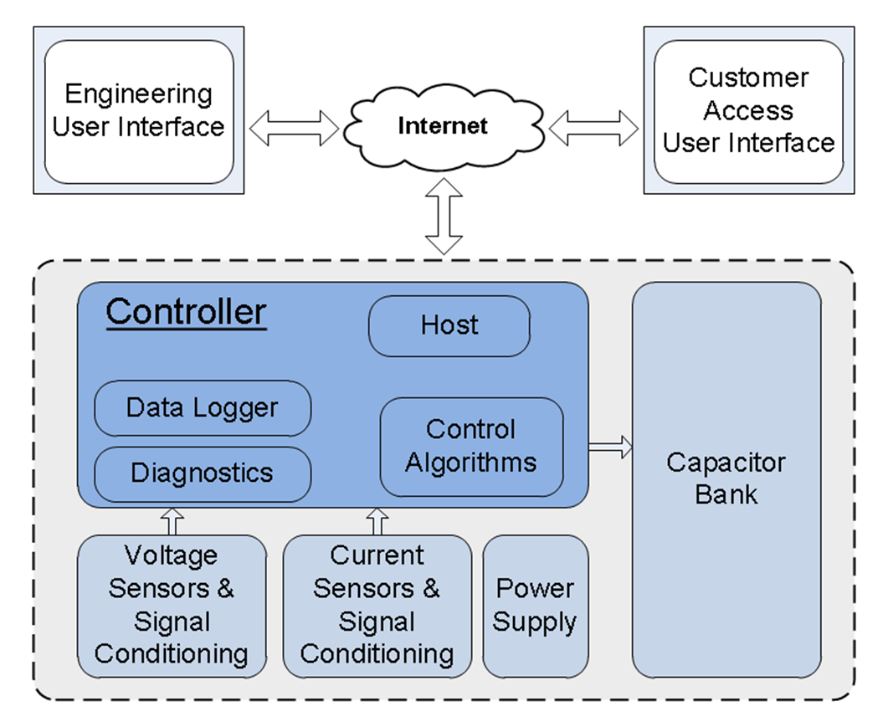 Engineering
User Interface
Internet
Customer
Access
User Interface
Controller
Host
Data Logger
Control
Algorithms
Diagnostics
Capacitor
Bank
Voltage
Sensors &
Signal
Conditioning
Current
Sensors &
Signal
Conditioning
Power
Supply